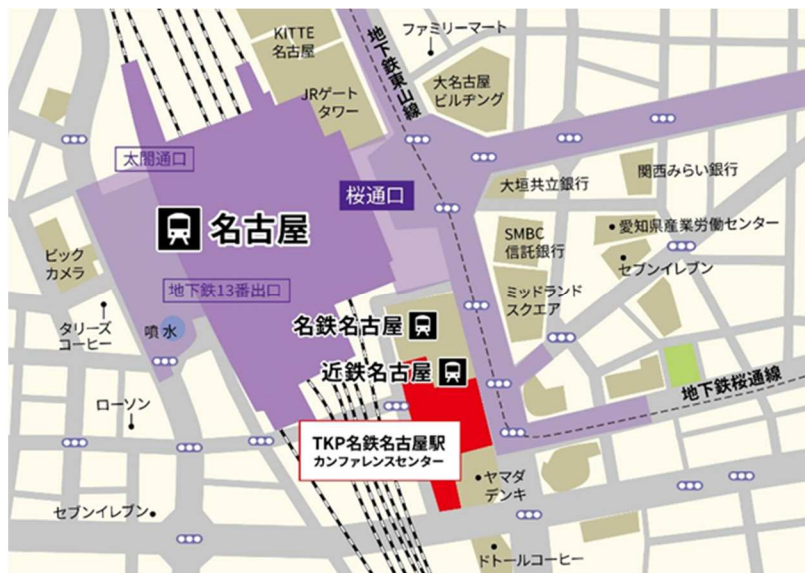 KITTE
名古屋
ファミリーマート
地下鉄東山線
大名古屋
ビルヂング
JRゲート
タワー
太閤通口
桜通口
大垣共立銀行
関西みらい銀行
名古屋
SMBC
信託銀行
愛知県産業労働センター
セブンイレブン
ビック
カメラ
地下鉄13番出口
ミッドランド
スクエア
タリーズ
コーヒー
噴水
名鉄名古屋
近鉄名古屋
地下鉄桜通線
ローソン
TKP名鉄名古屋駅
カンファレンスセンター
ヤマダ
デンキ
セブンイレブン
ドトールコーヒー